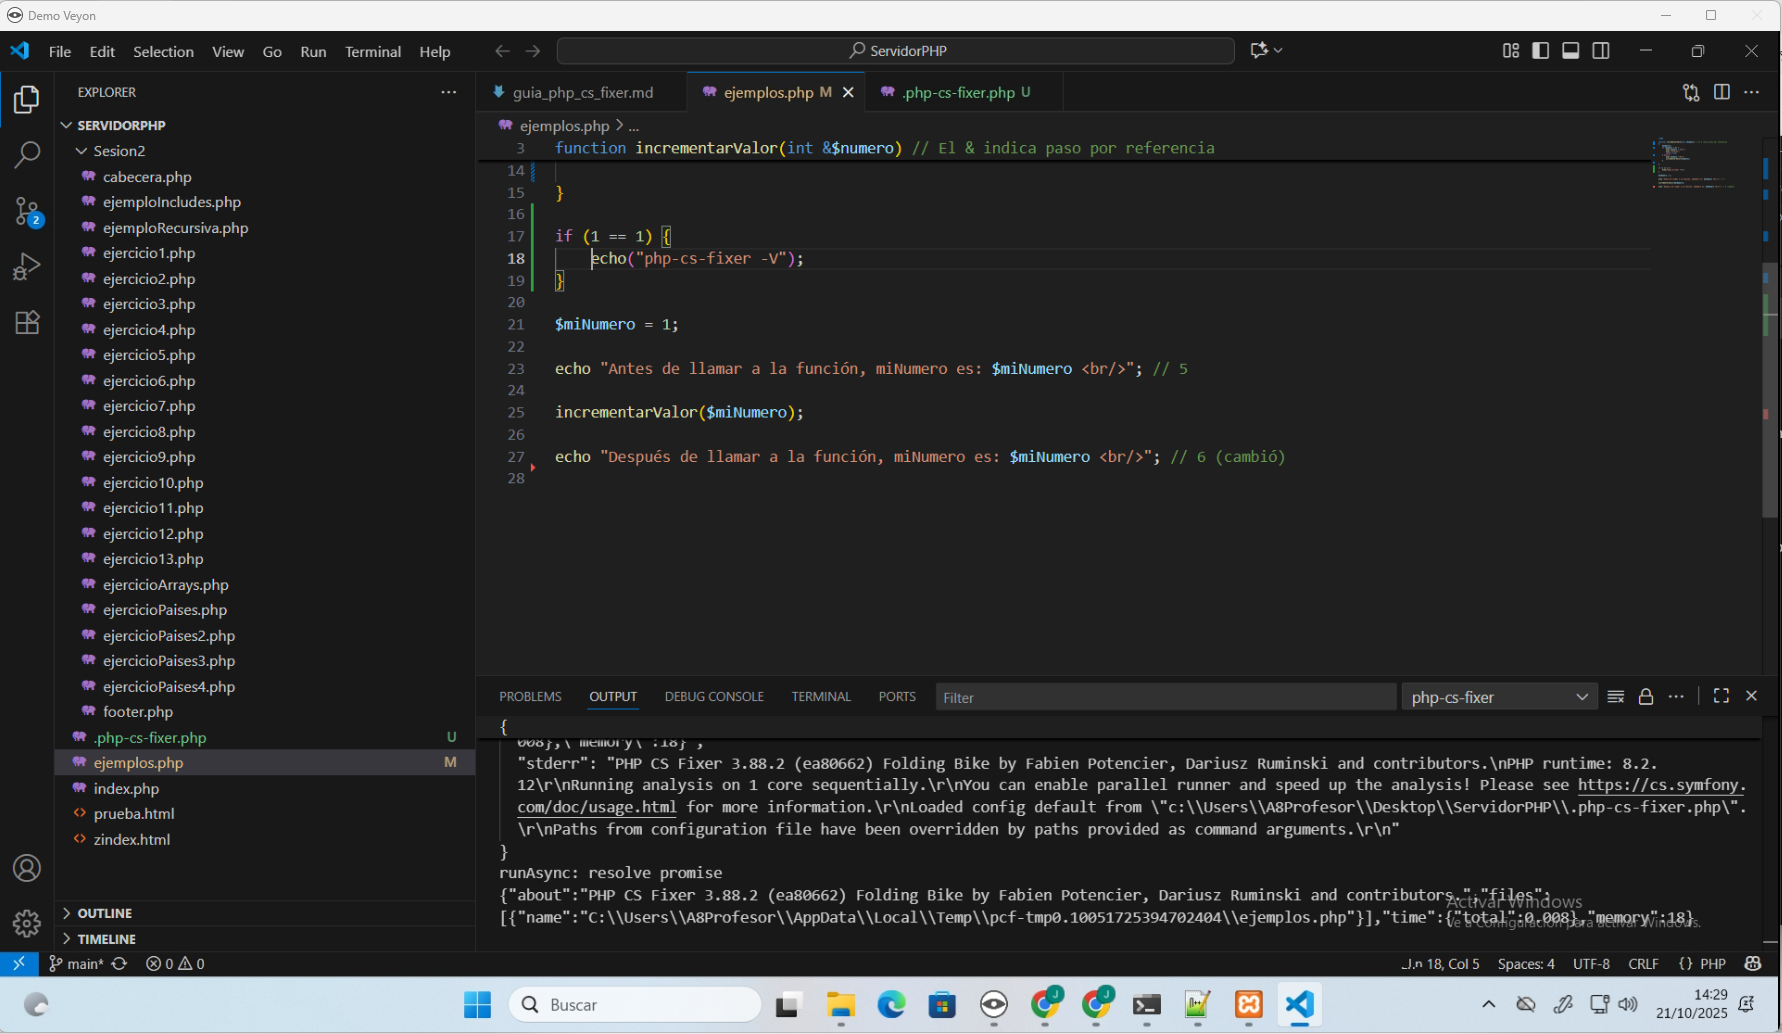 Demo Veyon
File Edit Selection View Go Run Terminal Help
ServidorPHP
EXPLORER
SERVIDORPHP
Sesion2
cabecera.php
ejemploIncludes.php
ejemploRecursiva.php
ejercicio1.php
ejercicio2.php
ejercicio3.php
ejercicio4.php
ejercicio5.php
ejercicio6.php
ejercicio7.php
ejercicio8.php
ejercicio9.php
ejercicio10.php
ejercicio11.php
ejercicio12.php
ejercicio13.php
ejercicioArrays.php
ejercicioPaises.php
ejercicioPaises2.php
ejercicioPaises3.php
ejercicioPaises4.php
footer.php
.php-cs-fixer.php U
ejemplos.php M
index.php
prueba.html
zindex.html
OUTLINE
TIMELINE
2
guia_php_cs_fixer.md
ejemplos.php M
.php-cs-fixer.php U
ejemplos.php > ...
3 function incrementarValor(int &$numero) // El & indica paso por referencia
14
15 }
16
17 if (1 == 1) {
18 echo("php-cs-fixer -V");
19 }
20
21 $miNumero = 1;
22
23 echo "Antes de llamar a la función, miNumero es: $miNumero <br/>"; // 5
24
25 incrementarValor($miNumero);
26
27 echo "Después de llamar a la función, miNumero es: $miNumero <br/>"; // 6 (cambió)
28
PROBLEMS OUTPUT DEBUG CONSOLE TERMINAL PORTS
Filter
php-cs-fixer
{
008},\"memory\":18}",
"stderr": "PHP CS Fixer 3.88.2 (ea80662) Folding Bike by Fabien Potencier, Dariusz Ruminski and contributors.\nPHP runtime: 8.2.
12\r\nRunning analysis on 1 core sequentially.\r\nYou can enable parallel runner and speed up the analysis! Please see https://cs.symfony.
com/doc/usage.html for more information.\r\nLoaded config default from \"c:\\Users\\A8Profesor\\Desktop\\ServidorPHP\\.php-cs-fixer.php\".
\r\nPaths from configuration file have been overridden by paths provided as command arguments.\r\n"
}
runAsync: resolve promise
{"about":"PHP CS Fixer 3.88.2 (ea80662) Folding Bike by Fabien Potencier, Dariusz Ruminski and contributors.","files":
[{"name":"C:\\Users\\A8Profesor\\AppData\\Local\\Temp\\pcf-tmp0.10051725394702404\\ejemplos.php"}],"time":{"total":0.008},"memory":18}
Activar Windows
Ve a Configuración para activar Windows.
main* 0 0
Ln 18, Col 5 Spaces: 4 UTF-8 CRLF {} PHP
Buscar
14:29
21/10/2025